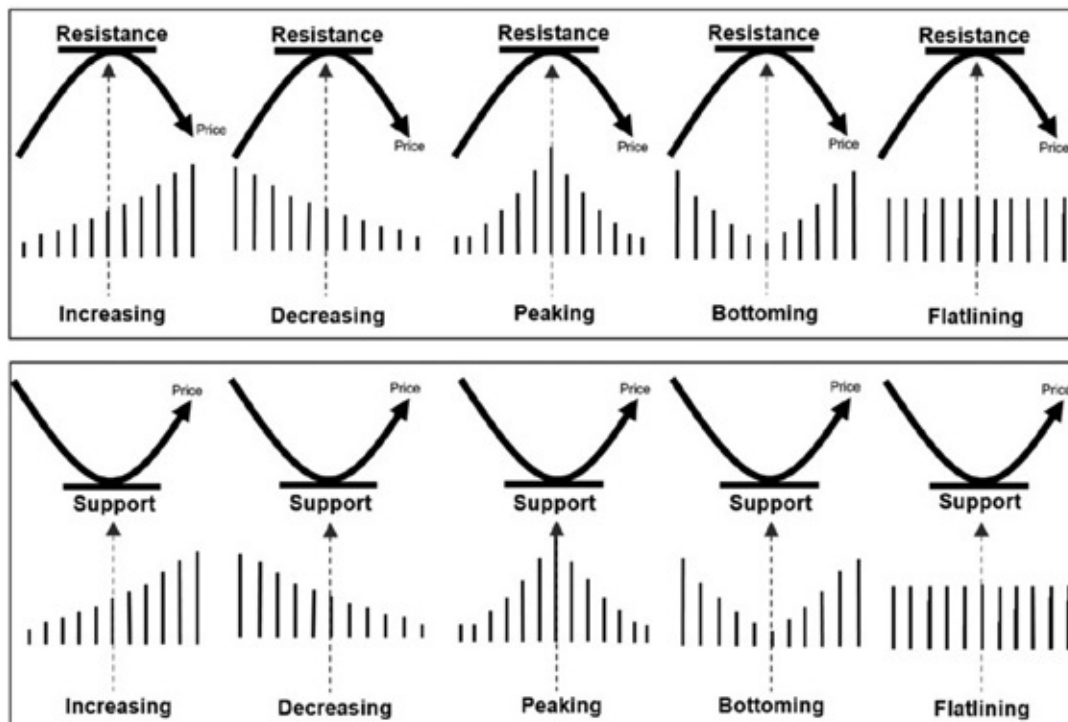 Resistance Resistance Resistance Resistance Resistance
Price Price Price Price Price
Increasing Decreasing Peaking Bottoming Flatlining
Price Price Price Price Price
Support Support Support Support Support
Increasing Decreasing Peaking Bottoming Flatlining